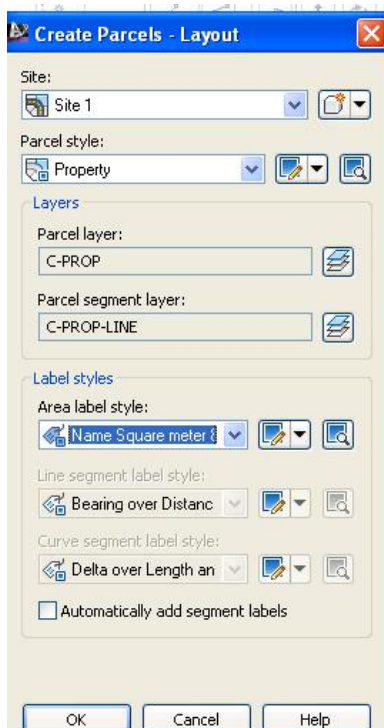 Create Parcels - Layout
Site:
Site 1
Parcel style:
Property
Layers
Parcel layer:
C-PROP
Parcel segment layer:
C-PROP-LINE
Label styles
Area label style:
Name Square meter &
Line segment label style:
Bearing over Distanc
Curve segment label style:
Delta over Length an
Automatically add segment labels
OK Cancel Help